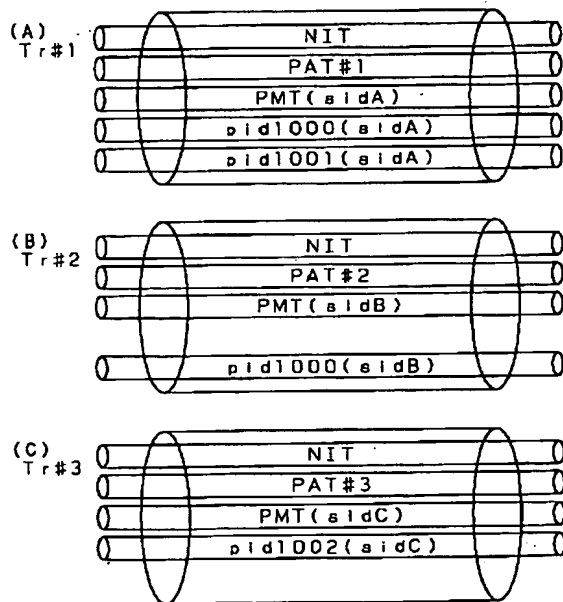 (A)
Tr#1
NIT
PAT#1
PMT(sidA)
pid1000(sidA)
pid1001(sidA)
(B)
Tr#2
NIT
PAT#2
PMT(sidB)
pid1000(sidB)
(C)
Tr#3
NIT
PAT#3
PMT(sidC)
pid1002(sidC)